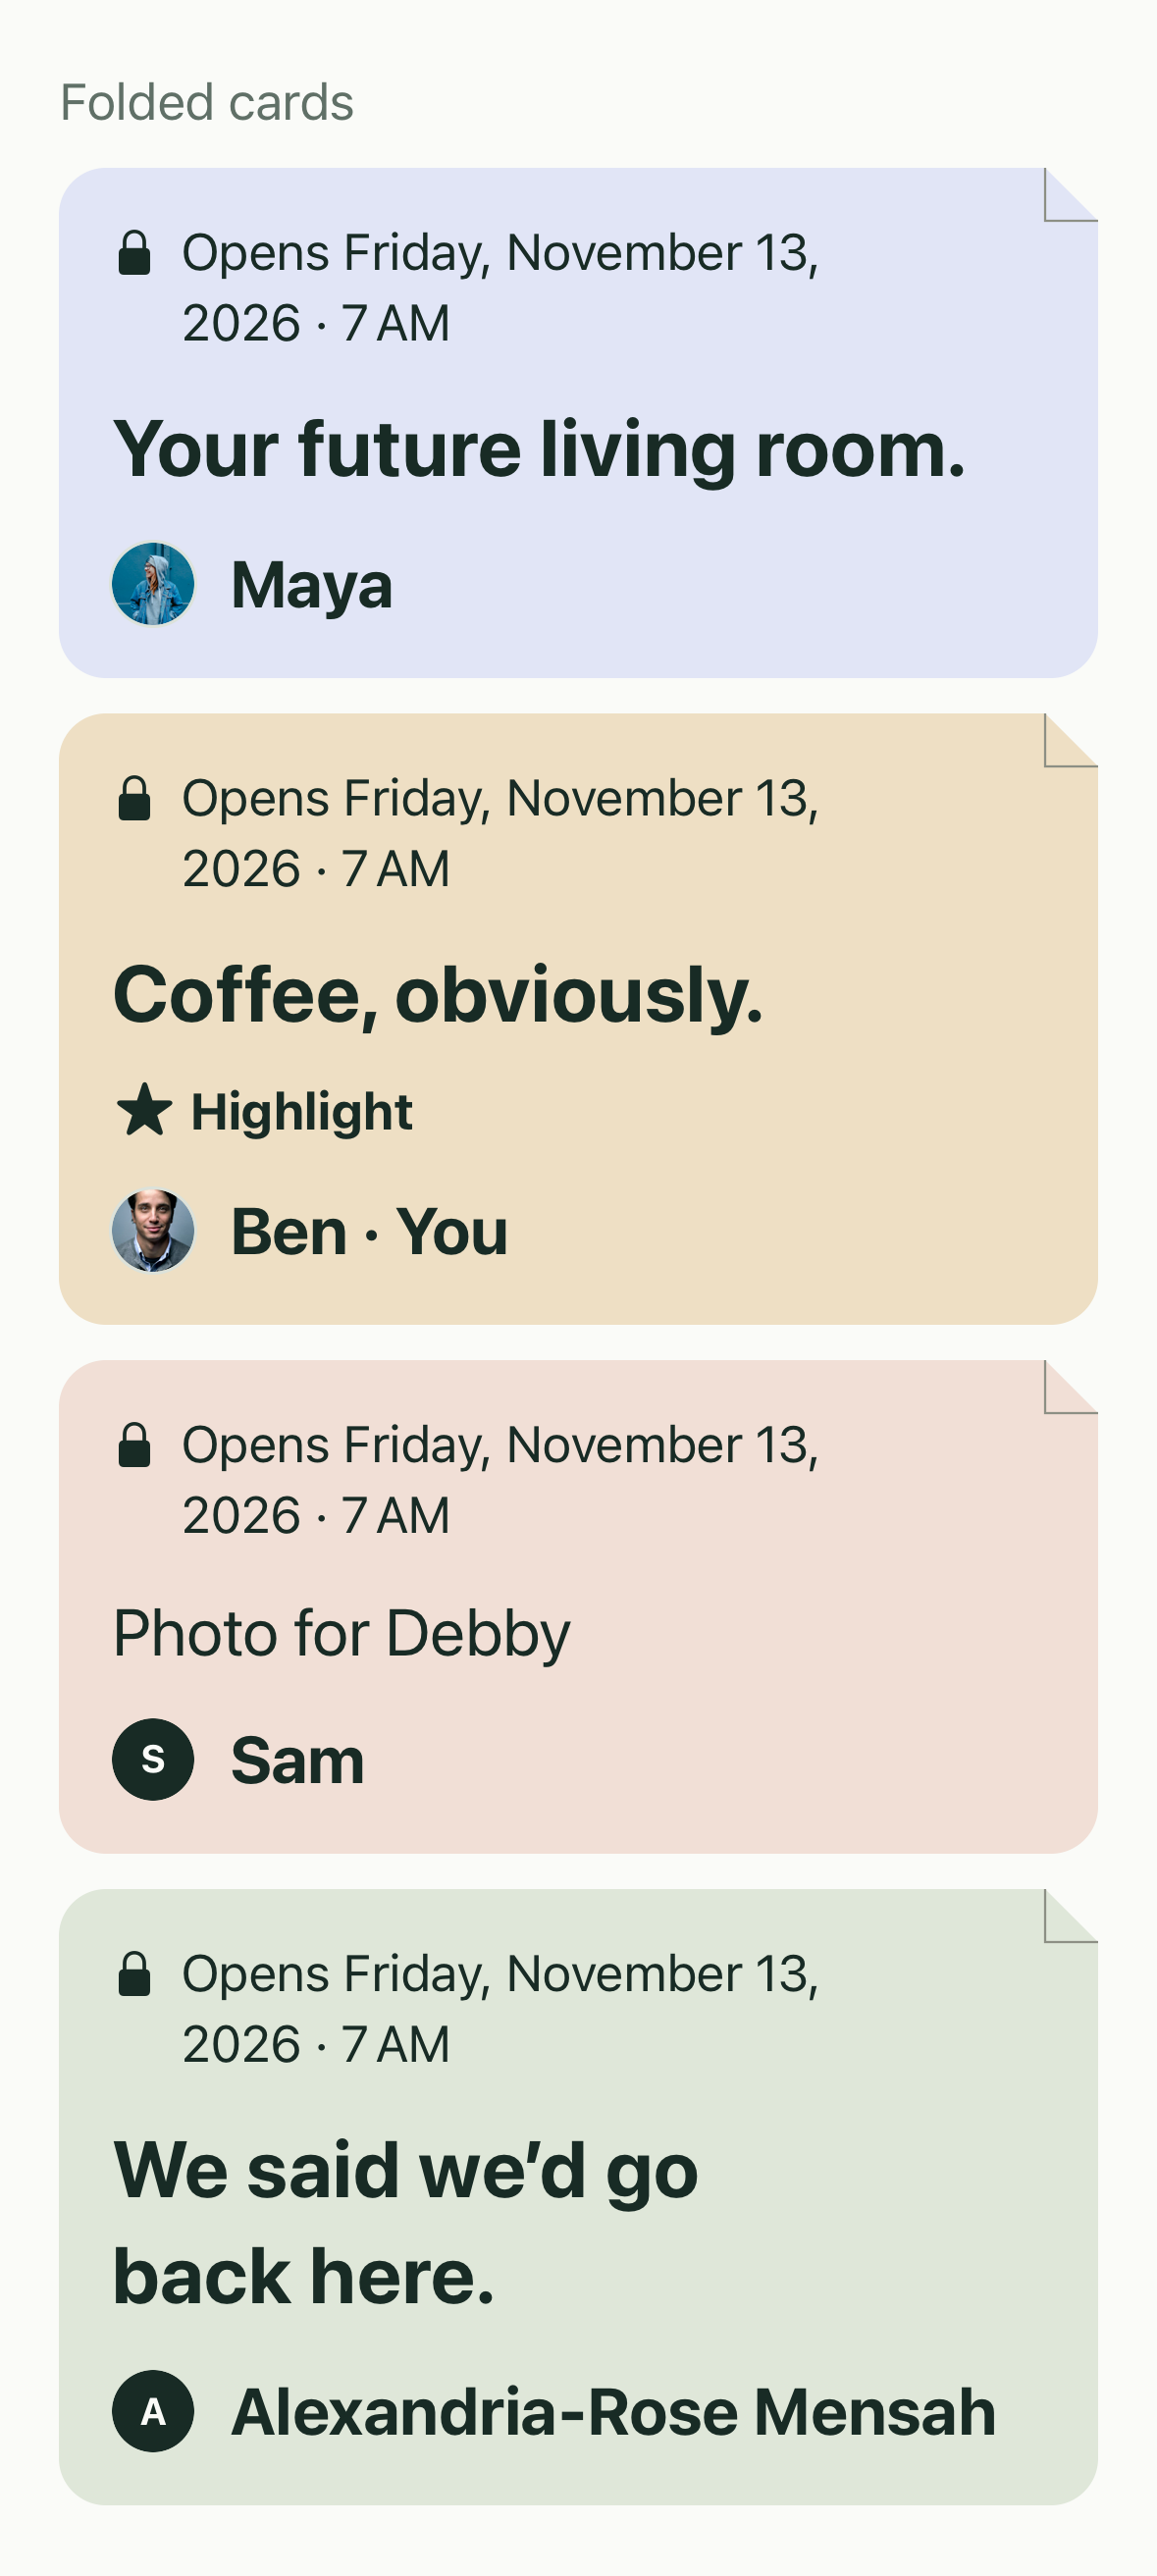 Folded cards
Opens Friday, November 13,
2026 · 7 AM
Your future living room.
Maya
Opens Friday, November 13,
2026 · 7 AM
Coffee, obviously.
Highlight
Ben · You
Opens Friday, November 13,
2026 · 7 AM
Photo for Debby
S Sam
Opens Friday, November 13,
2026 · 7 AM
We said we’d go
back here.
A Alexandria-Rose Mensah